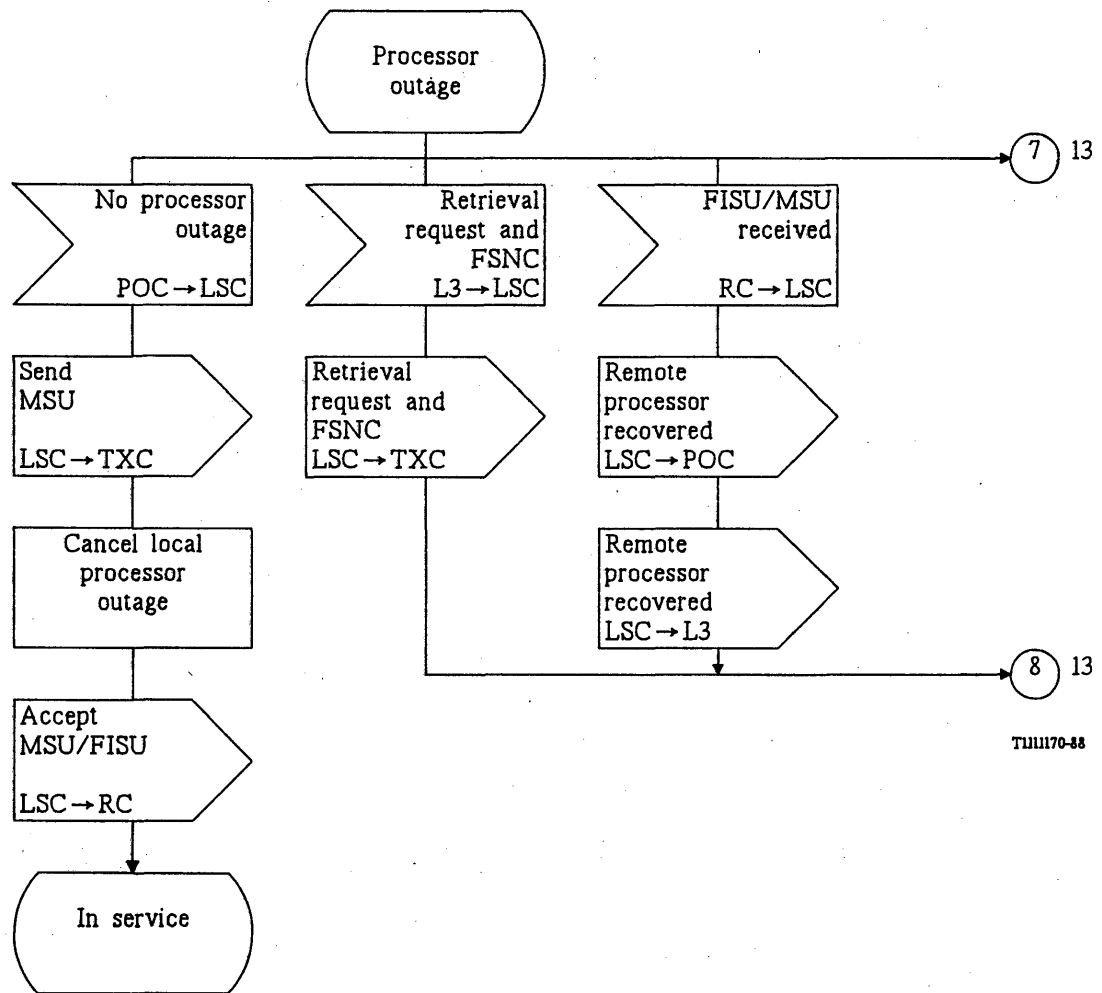 Processor
outage
7 13
No processor
outage
POC→LSC
Retrieval
request and
FSNC
L3→LSC
FISU/MSU
received
RC→LSC
Send
MSU
LSC→TXC
Retrieval
request and
FSNC
LSC→TXC
Remote
processor
recovered
LSC→POC
Cancel local
processor
outage
Remote
processor
recovered
LSC→L3
8 13
Accept
MSU/FISU
LSC→RC
T1111170-88
In service